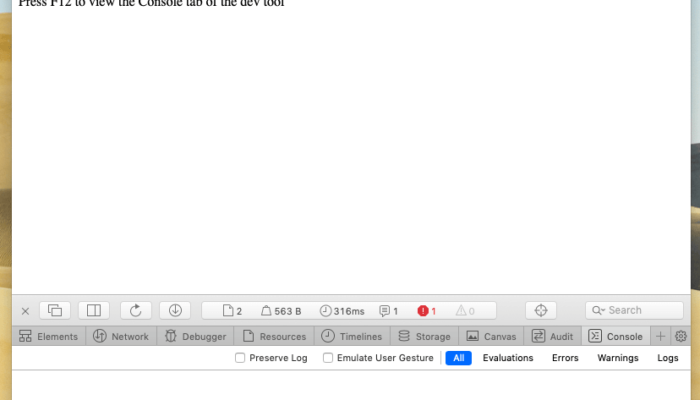 Press F12 to view the Console tab of the dev tool
2 563 B 316ms 1 1 0 Search
Elements Network Debugger Resources Timelines Storage Canvas Audit Console
Preserve Log Emulate User Gesture All Evaluations Errors Warnings Logs